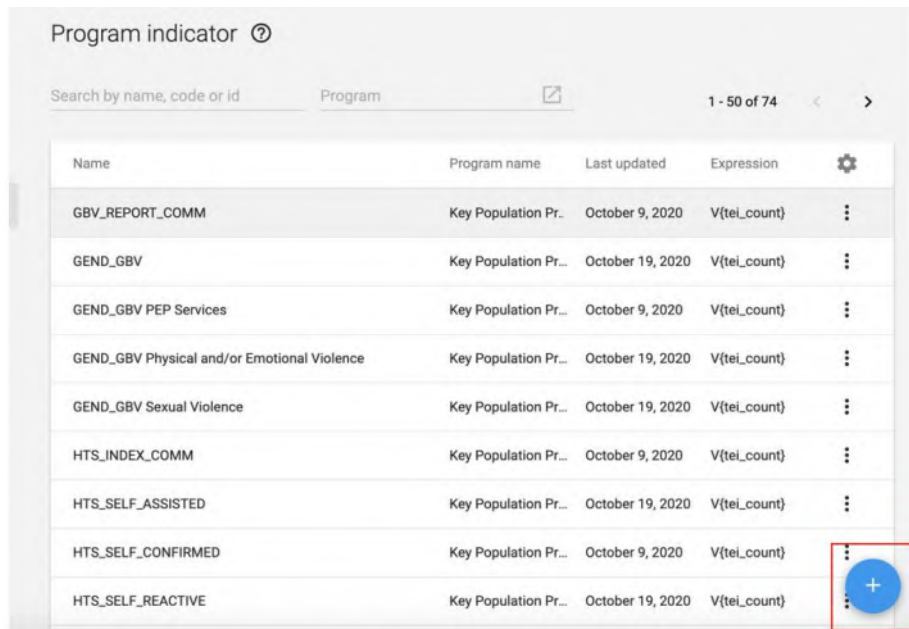 Program indicator ?
Search by name, code or id Program 1 - 50 of 74 < >
Name Program name Last updated Expression
GBV_REPORT_COMM Key Population Pr.. October 9, 2020 V{tei_count}
GEND_GBV Key Population Pr... October 19, 2020 V{tei_count}
GEND_GBV PEP Services Key Population Pr... October 9, 2020 V{tei_count}
GEND_GBV Physical and/or Emotional Violence Key Population Pr... October 19, 2020 V{tei_count}
GEND_GBV Sexual Violence Key Population Pr... October 19, 2020 V{tei_count}
HTS_INDEX_COMM Key Population Pr... October 9, 2020 V{tei_count}
HTS_SELF_ASSISTED Key Population Pr... October 19, 2020 V{tei_count}
HTS_SELF_CONFIRMED Key Population Pr... October 9, 2020 V{tei_count}
HTS_SELF_REACTIVE Key Population Pr... October 19, 2020 V{tei_count}
+